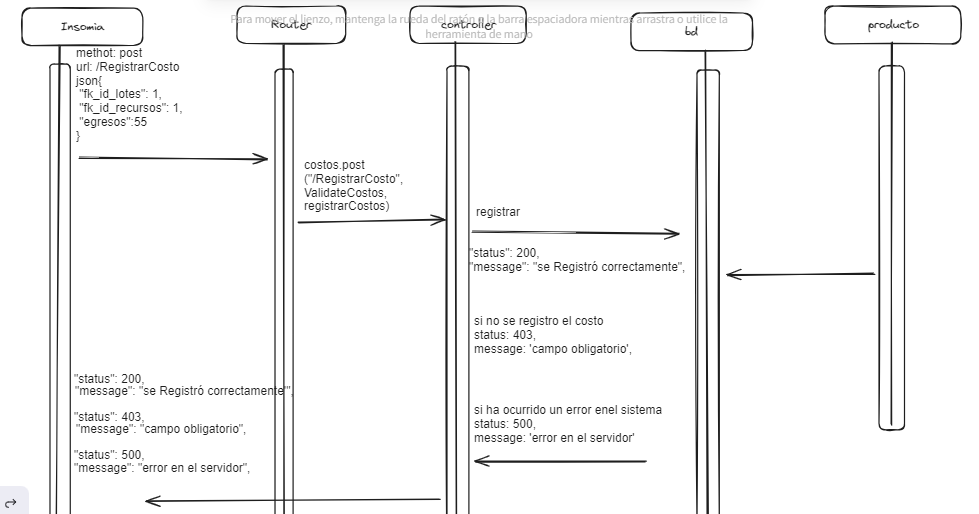 Para mover el lienzo, mantenga la rueda del ratón o la barra espaciadora mientras arrastra o utilice la
herramienta de mano
Insomia
Router
controller
bd
producto
methot: post
url: /RegistrarCosto
json{
"fk_id_lotes": 1,
"fk_id_recursos": 1,
"egresos":55
}
costos.post
("/RegistrarCosto",
ValidateCostos,
registrarCostos)
registrar
"status": 200,
"message": "se Registró correctamente",
si no se registro el costo
status: 403,
message: 'campo obligatorio',
si ha ocurrido un error enel sistema
status: 500,
message: 'error en el servidor'
"status": 200,
"message": "se Registró correctamente"',
"status": 403,
"message": "campo obligatorio",
"status": 500,
"message": "error en el servidor",